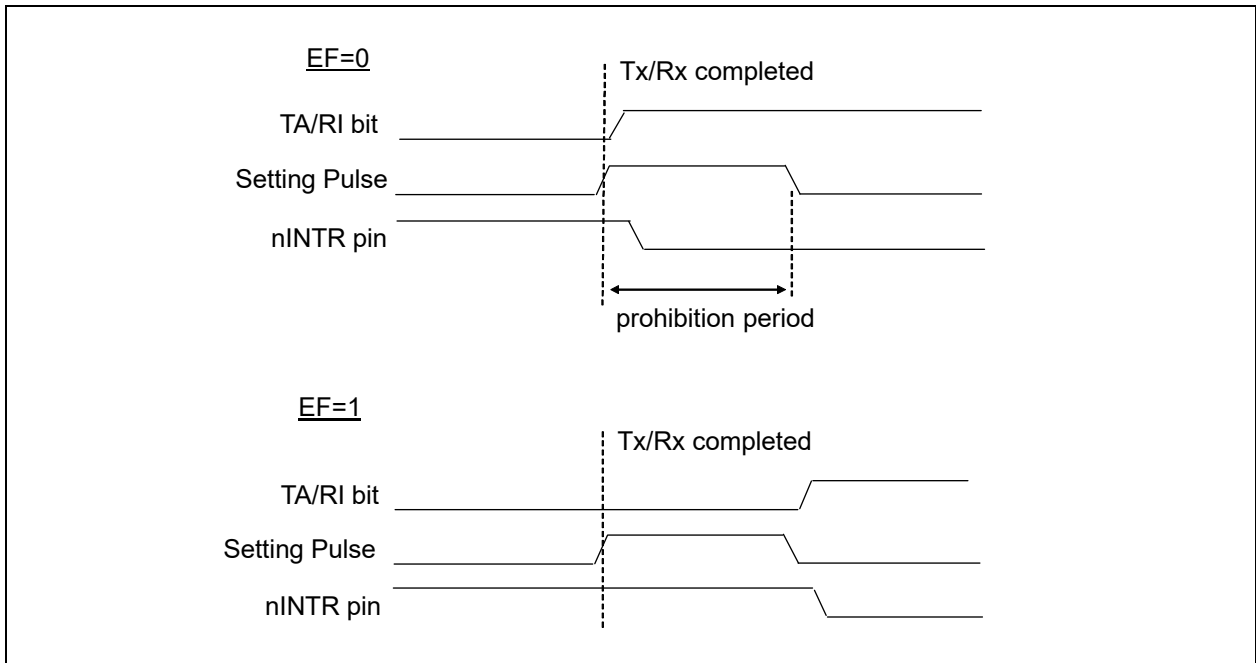 EF=0
Tx/Rx completed
TA/RI bit
Setting Pulse
nINTR pin
prohibition period
EF=1
Tx/Rx completed
TA/RI bit
Setting Pulse
nINTR pin